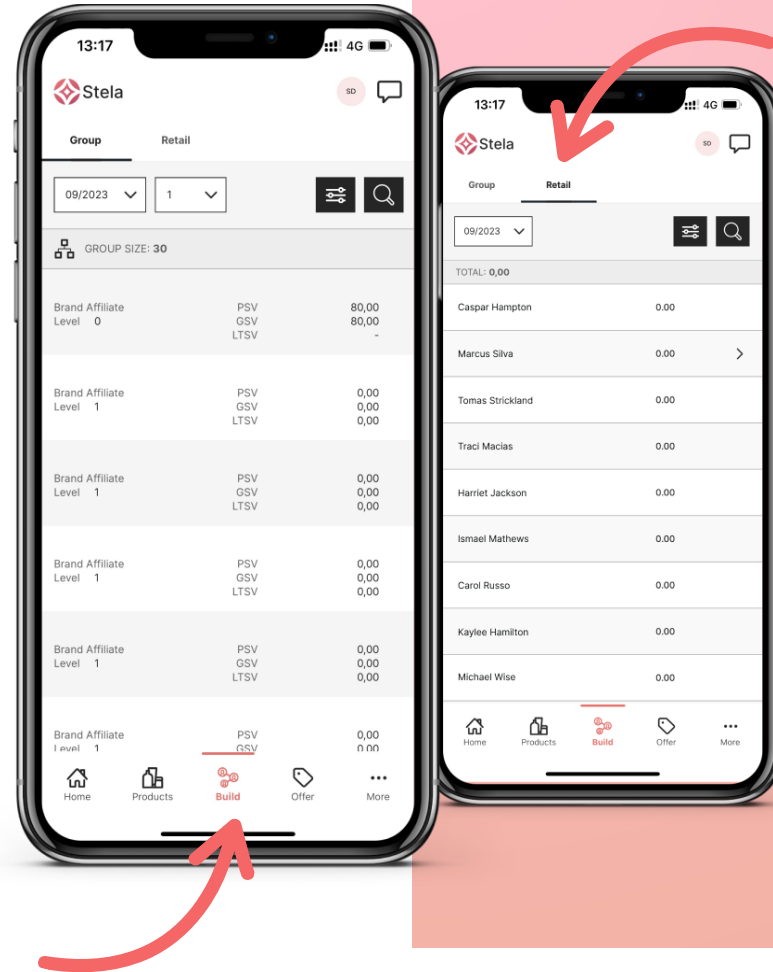 13:17
4G
Stela
SD
Group Retail
09/2023 1
GROUP SIZE: 30
Brand Affiliate PSV 80,00
Level 0 GSV 80,00
LTSV -
Brand Affiliate PSV 0,00
Level 1 GSV 0,00
LTSV 0,00
Brand Affiliate PSV 0,00
Level 1 GSV 0,00
LTSV 0,00
Brand Affiliate PSV 0,00
Level 1 GSV 0,00
LTSV 0,00
Brand Affiliate PSV 0,00
Level 1 GSV 0,00
LTSV 0,00
Brand Affiliate PSV 0,00
Level 1 GSV 0,00
Home Products Build Offer More
13:17
4G
Stela
SD
Group Retail
09/2023
TOTAL: 0,00
Caspar Hampton 0.00
Marcus Silva 0.00
Tomas Strickland 0.00
Traci Macias 0.00
Harriet Jackson 0.00
Ismael Mathews 0.00
Carol Russo 0.00
Kaylee Hamilton 0.00
Michael Wise 0.00
Home Products Build Offer More